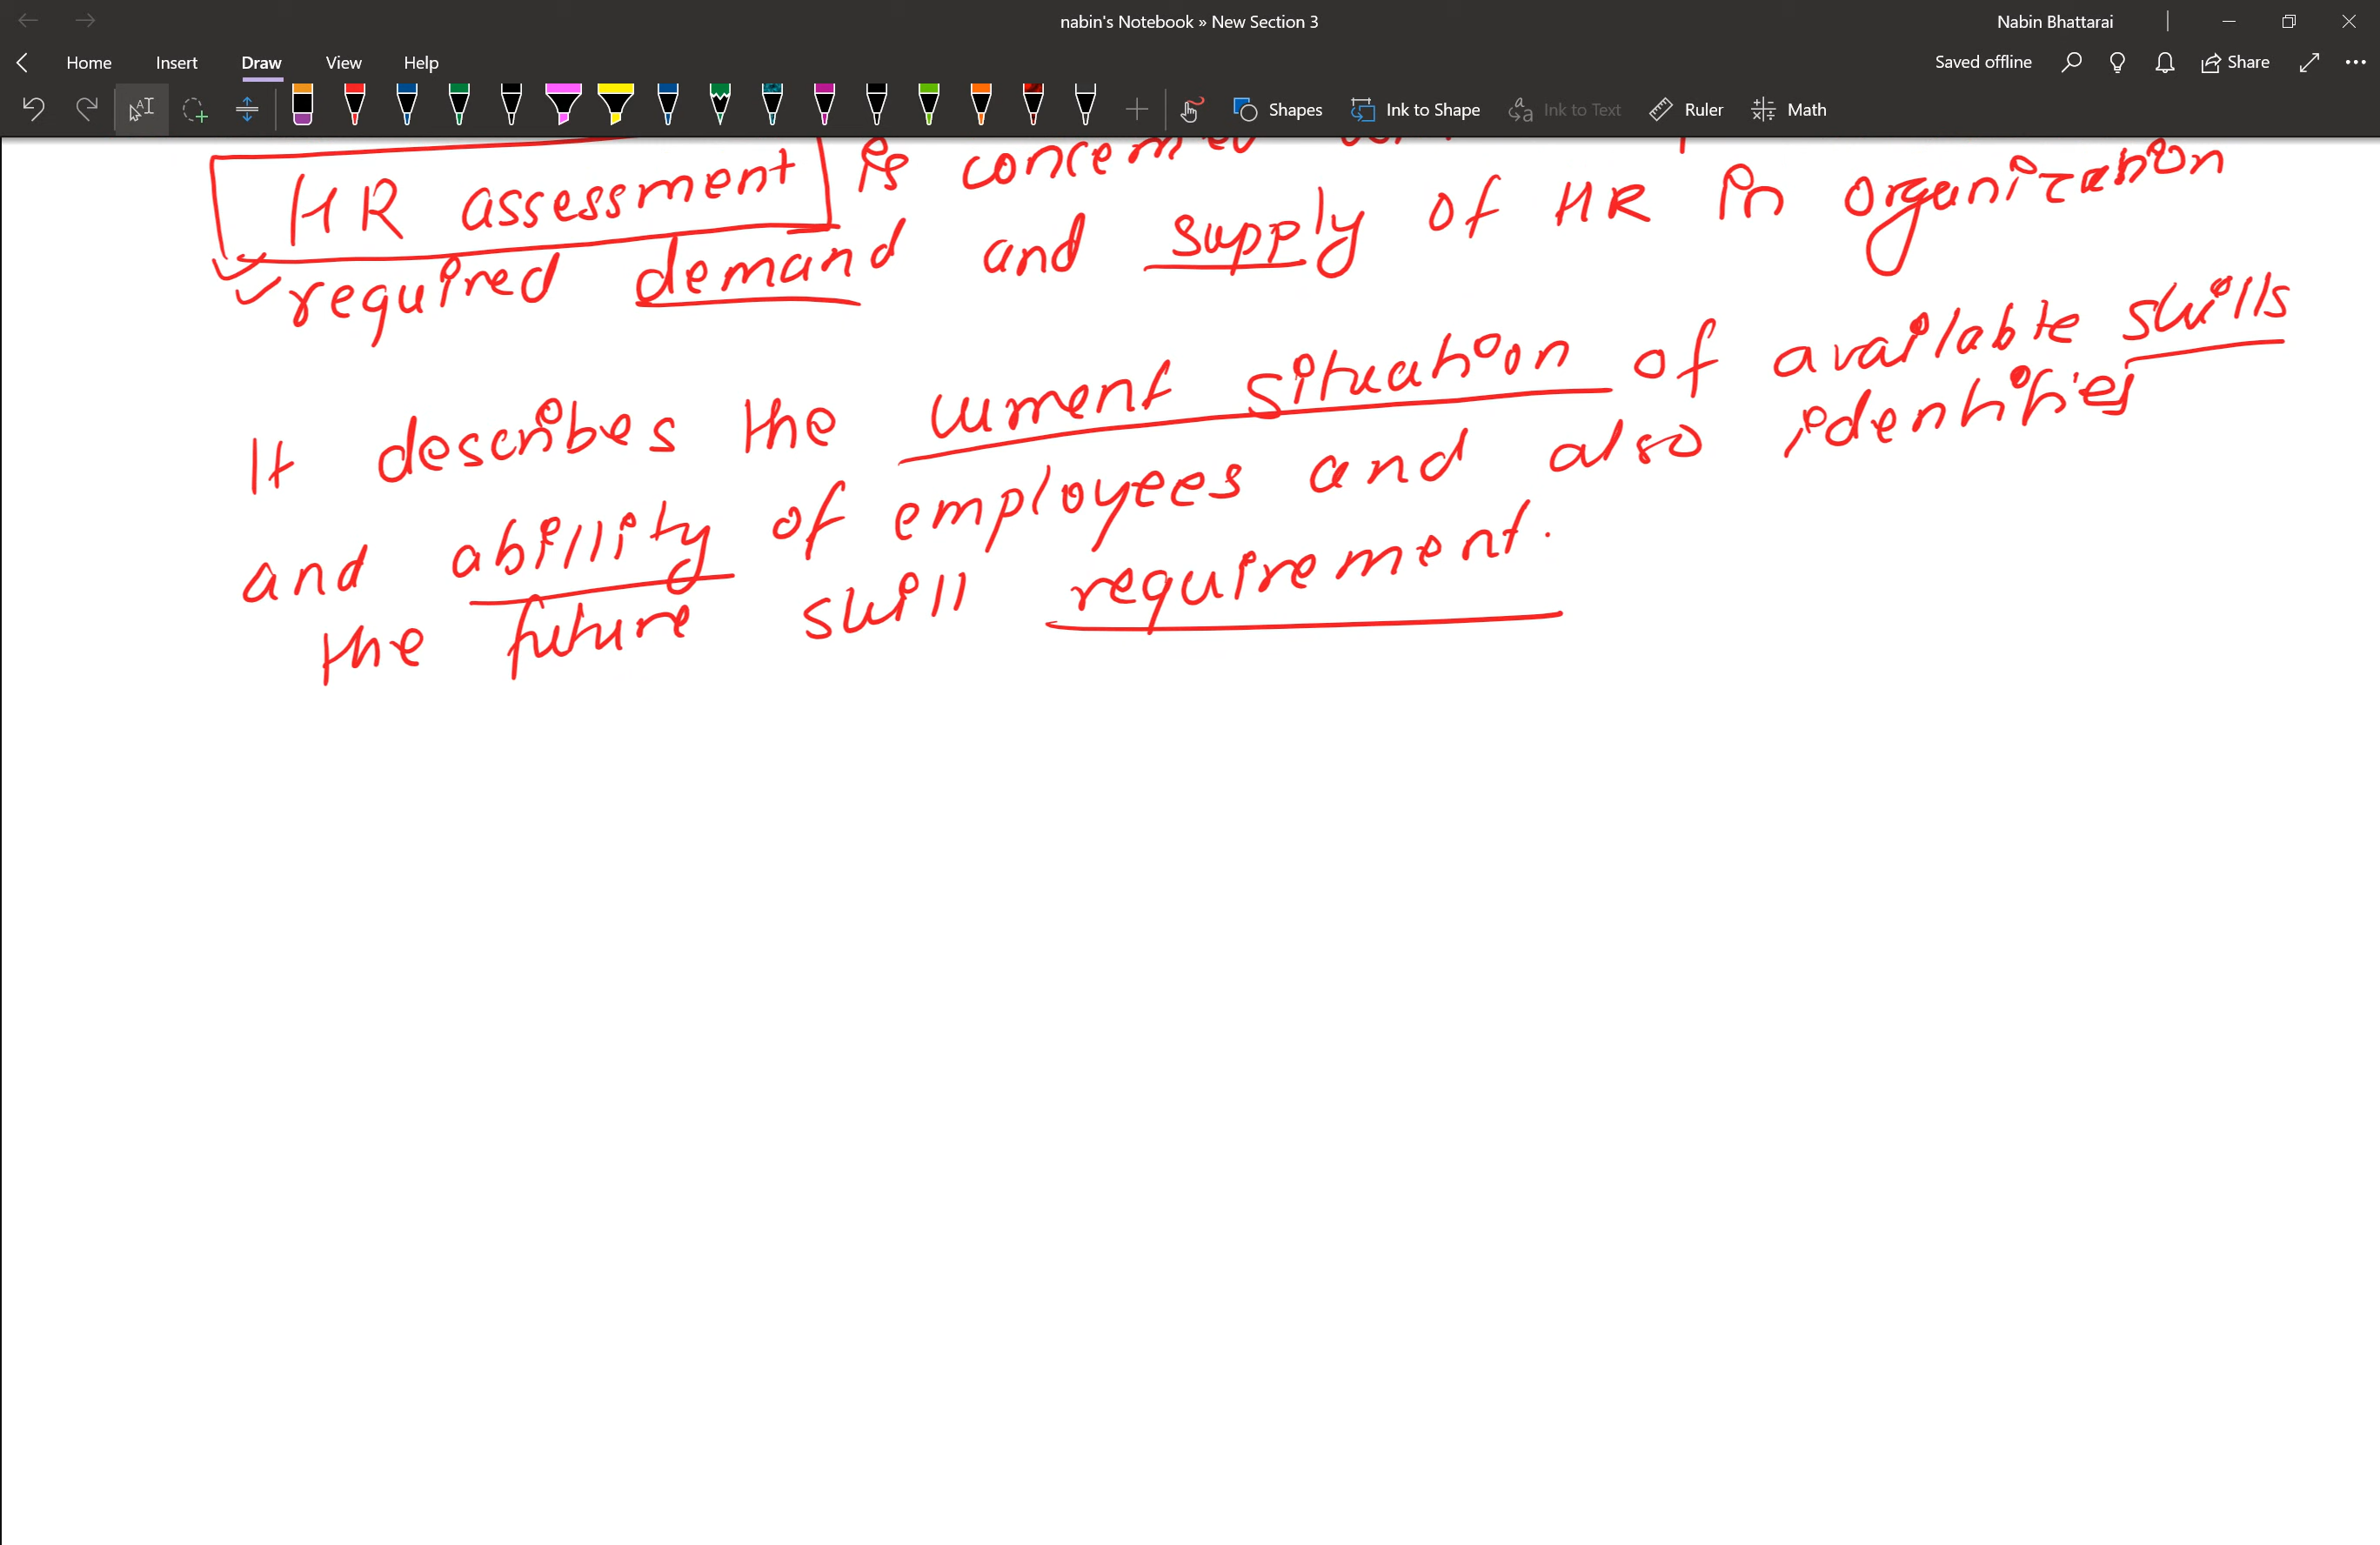 nabin's Notebook » New Section 3
Nabin Bhattarai
Home Insert Draw View Help
Saved offline
Share
Shapes Ink to Shape Ink to Text Ruler Math
HR assessment is concerned
required demand and supply of HR in organization
It describes the current situation of available skills
and ability of employees and also identifies
the future skill requirement.